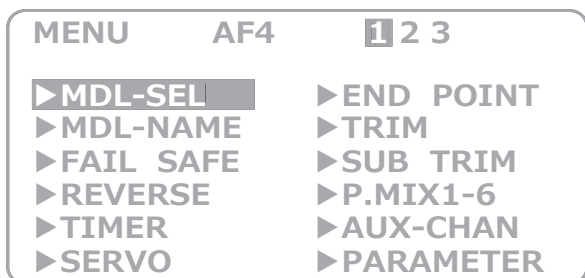 MENU AF4 1 2 3
▶MDL-SEL ▶END POINT
▶MDL-NAME ▶TRIM
▶FAIL SAFE ▶SUB TRIM
▶REVERSE ▶P.MIX1-6
▶TIMER ▶AUX-CHAN
▶SERVO ▶PARAMETER